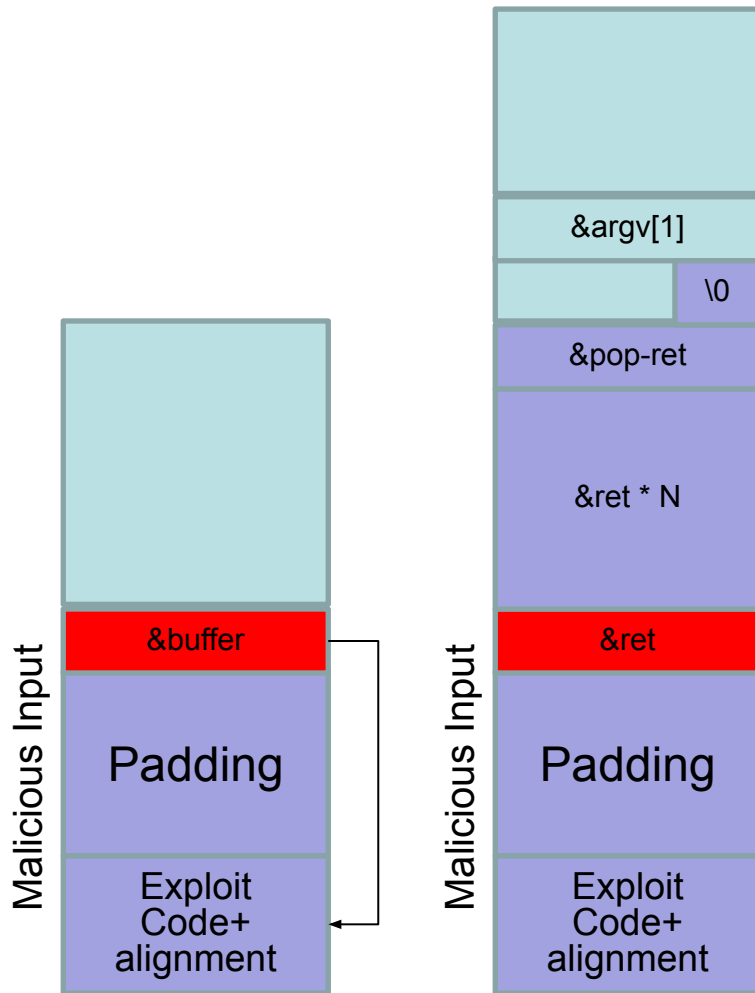 Malicious Input
&buffer
Padding
Exploit
Code+
alignment
Malicious Input
&argv[1]
\0
&pop-ret
&ret * N
&ret
Padding
Exploit
Code+
alignment